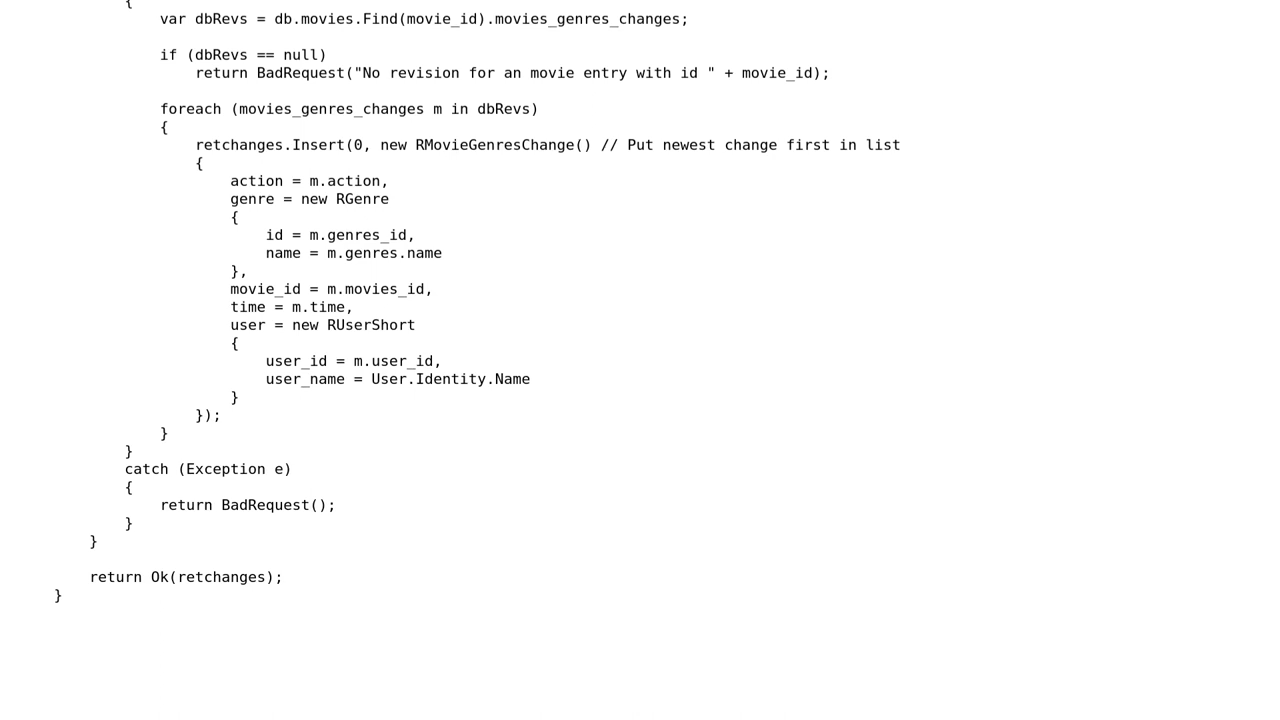 {
var dbRevs = db.movies.Find(movie_id).movies_genres_changes;
if (dbRevs == null)
return BadRequest("No revision for an movie entry with id " + movie_id);
foreach (movies_genres_changes m in dbRevs)
{
retchanges.Insert(0, new RMovieGenresChange() // Put newest change first in list
{
action = m.action,
genre = new RGenre
{
id = m.genres_id,
name = m.genres.name
},
movie_id = m.movies_id,
time = m.time,
user = new RUserShort
{
user_id = m.user_id,
user_name = User.Identity.Name
}
});
}
}
catch (Exception e)
{
return BadRequest();
}
}
return Ok(retchanges);
}